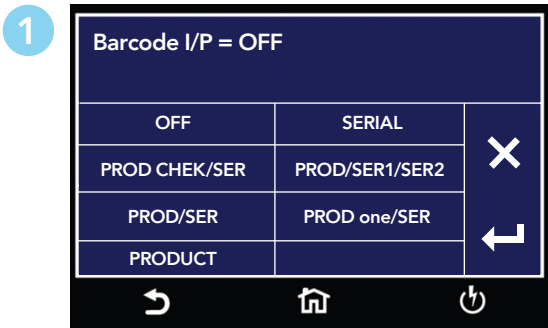 1
Barcode I/P = OFF
OFF
SERIAL
PROD CHEK/SER
PROD/SER1/SER2
PROD/SER
PROD one/SER
PRODUCT